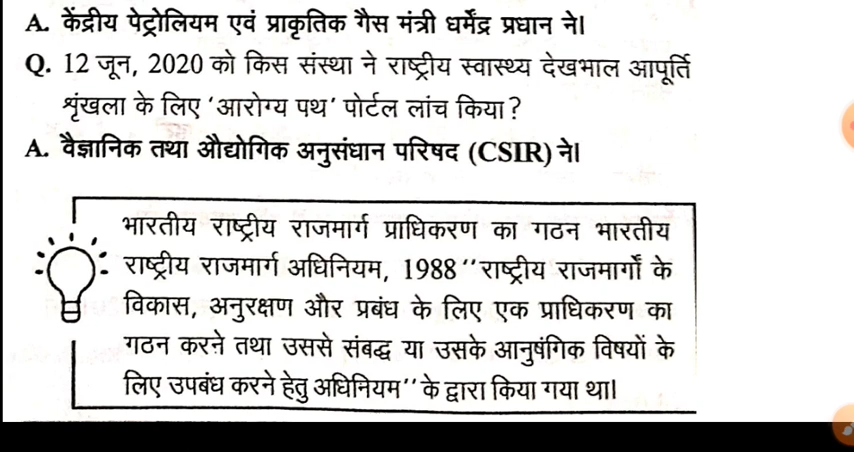 A. केंद्रीय पेट्रोलियम एवं प्राकृतिक गैस मंत्री धर्मेंद्र प्रधान ने।
Q. 12 जून, 2020 को किस संस्था ने राष्ट्रीय स्वास्थ्य देखभाल आपूर्ति
श्रृंखला के लिए ‘आरोग्य पथ’ पोर्टल लांच किया?
A. वैज्ञानिक तथा औद्योगिक अनुसंधान परिषद (CSIR) ने।
भारतीय राष्ट्रीय राजमार्ग प्राधिकरण का गठन भारतीय
राष्ट्रीय राजमार्ग अधिनियम, 1988 ‘‘राष्ट्रीय राजमार्गों के
विकास, अनुरक्षण और प्रबंध के लिए एक प्राधिकरण का
गठन करने तथा उससे संबद्ध या उसके आनुषंगिक विषयों के
लिए उपबंध करने हेतु अधिनियम’’ के द्वारा किया गया था।